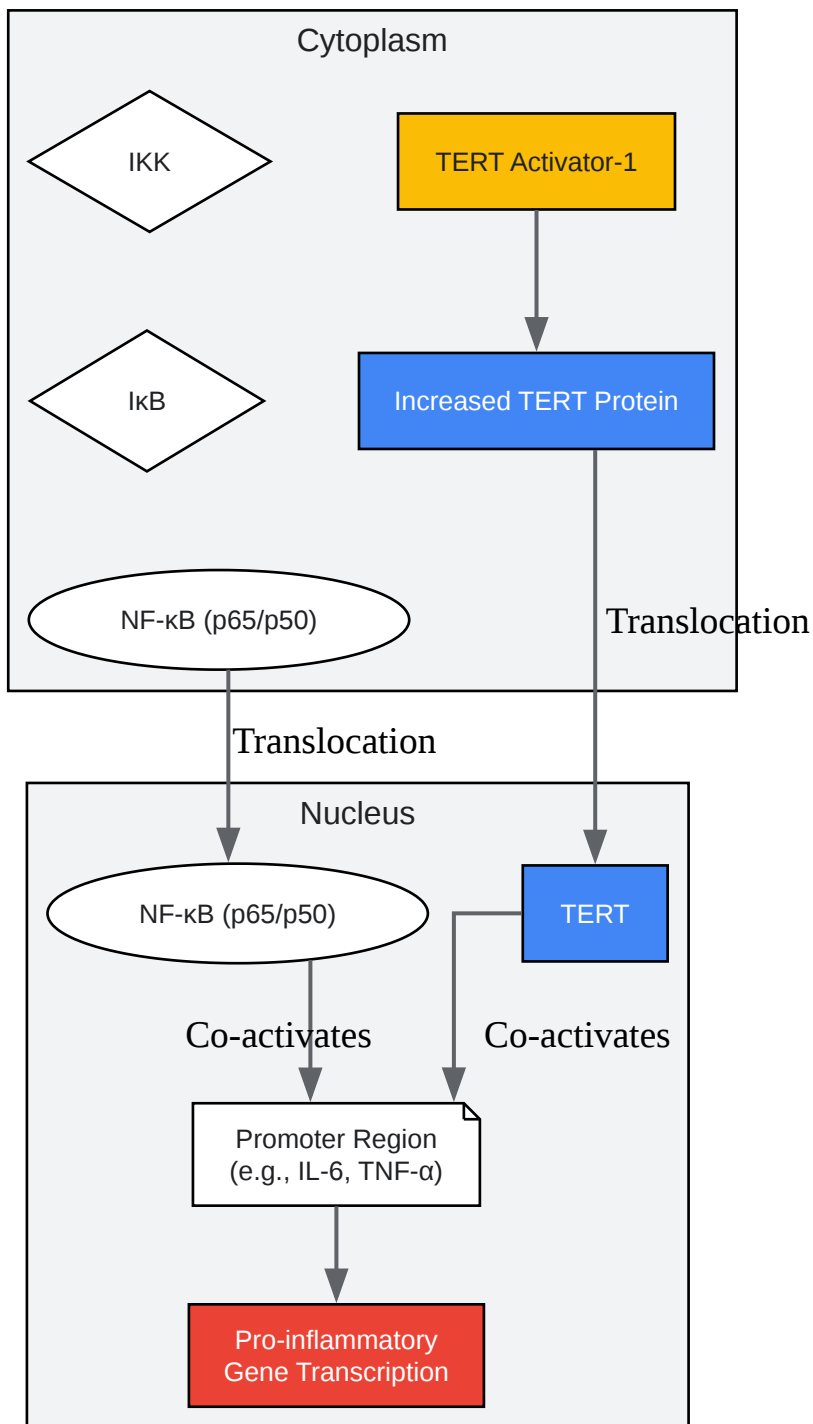 Cytoplasm
IKK
TERT Activator-1
IκB
Increased TERT Protein
NF-κB (p65/p50)
Translocation
Translocation
Nucleus
NF-κB (p65/p50)
TERT
Co-activates
Co-activates
Promoter Region
(e.g., IL-6, TNF-α)
Pro-inflammatory
Gene Transcription